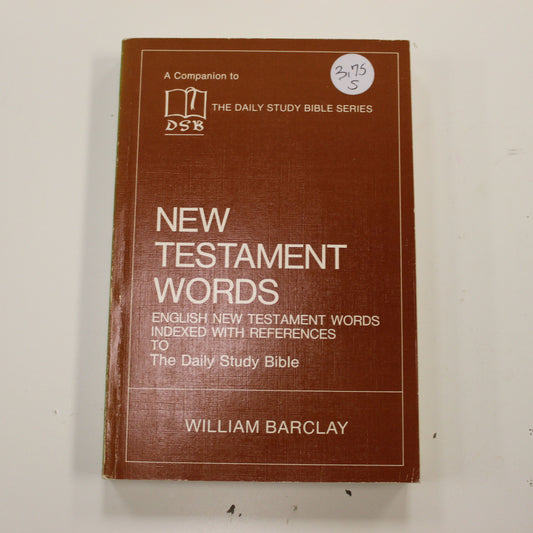 A Companion to
DSB
THE DAILY STUDY BIBLE SERIES
3,75
S
NEW
TESTAMENT
WORDS
ENGLISH NEW TESTAMENT WORDS
INDEXED WITH REFERENCES
TO
The Daily Study Bible
WILLIAM BARCLAY